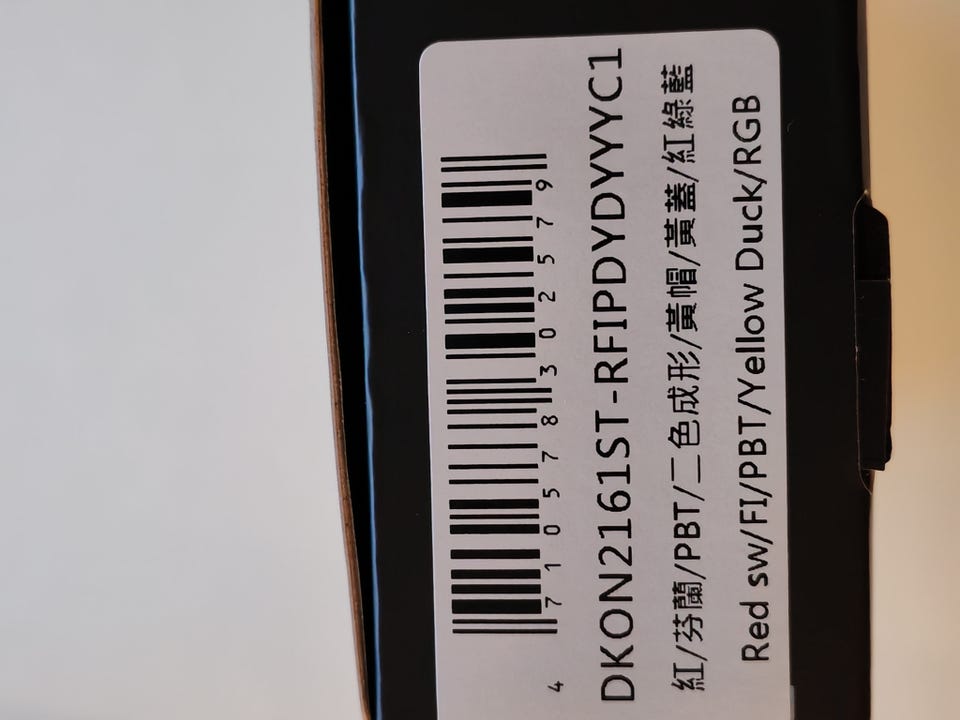 4 710578 302579
DKON2161ST-RFIPDYDYYYC1
紅/芬蘭/PBT/二色成形/黃帽/黃蓋/紅綠藍
Red sw/FI/PBT/Yellow Duck/RGB